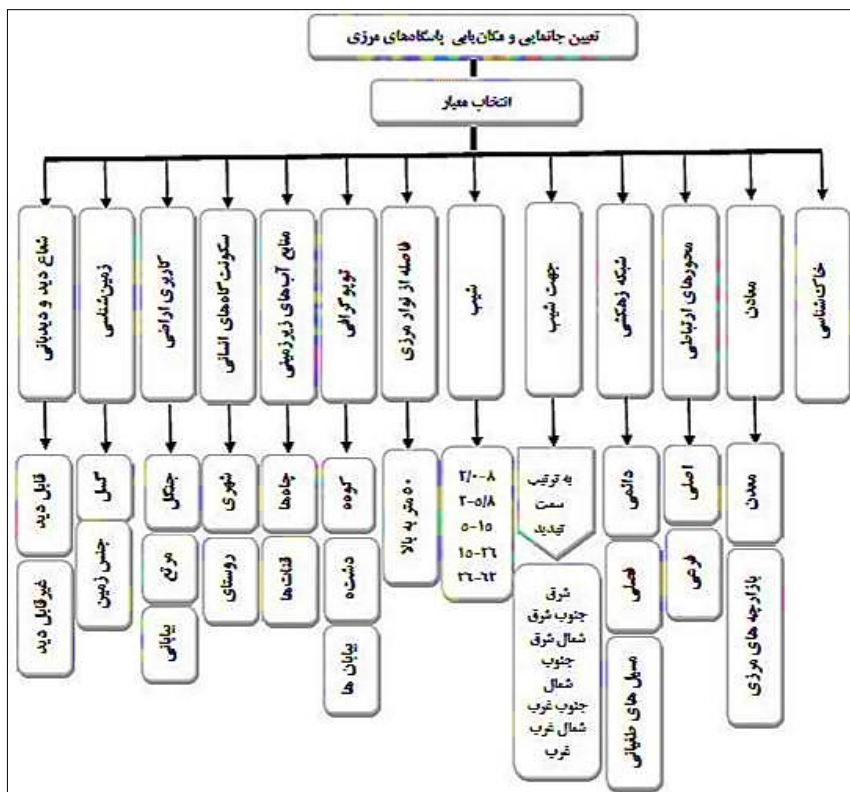 تعیین جانمایی و مکان‌یابی پاسگاه‌های مرزی
انتخاب معیار
خاک‌شناسی
معادن
محورهای ارتباطی
شبکه زهکشی
جهت شیب
شیب
فاصله از نوار مرزی
توپوگرافی
منابع آب‌های زیرزمینی
سکونت گاه‌های انسانی
کاربری اراضی
زمین‌شناسی
شعاع دید و دیدبانی
معدن
بازارچه های مرزی
اصلی
فرعی
دائمی
فصلی
مسیل های طغیانی
به ترتیب
سمت
تهدید
شرق
جنوب شرق
شمال شرق
جنوب
شمال
جنوب غرب
شمال غرب
غرب
۲/۰-۸
۲-۵/۸
۵-۱۵
۱۵-۲۶
۲۶-۶۲
۵۰ متر به بالا
کوهه
دشته
بیابان ها
چاه‌ها
قنات‌ها
شهری
روستای
جنگل
مرتع
بیابانی
گسل
جنس زمین
قابل دید
غیرقابل دید